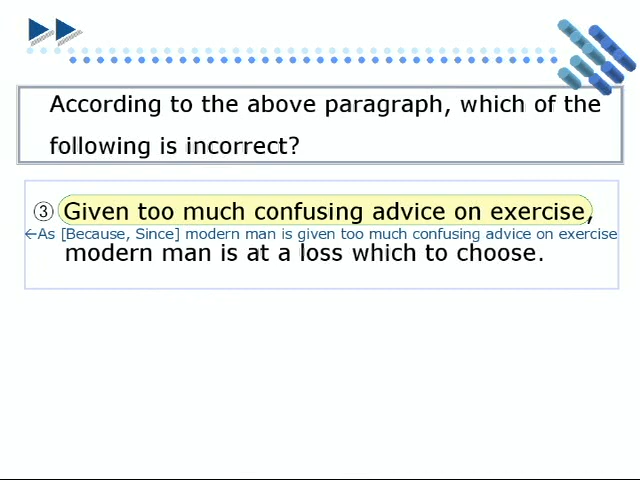 According to the above paragraph, which of the
following is incorrect?
③ Given too much confusing advice on exercise,
←As [Because, Since] modern man is given too much confusing advice on exercise
modern man is at a loss which to choose.